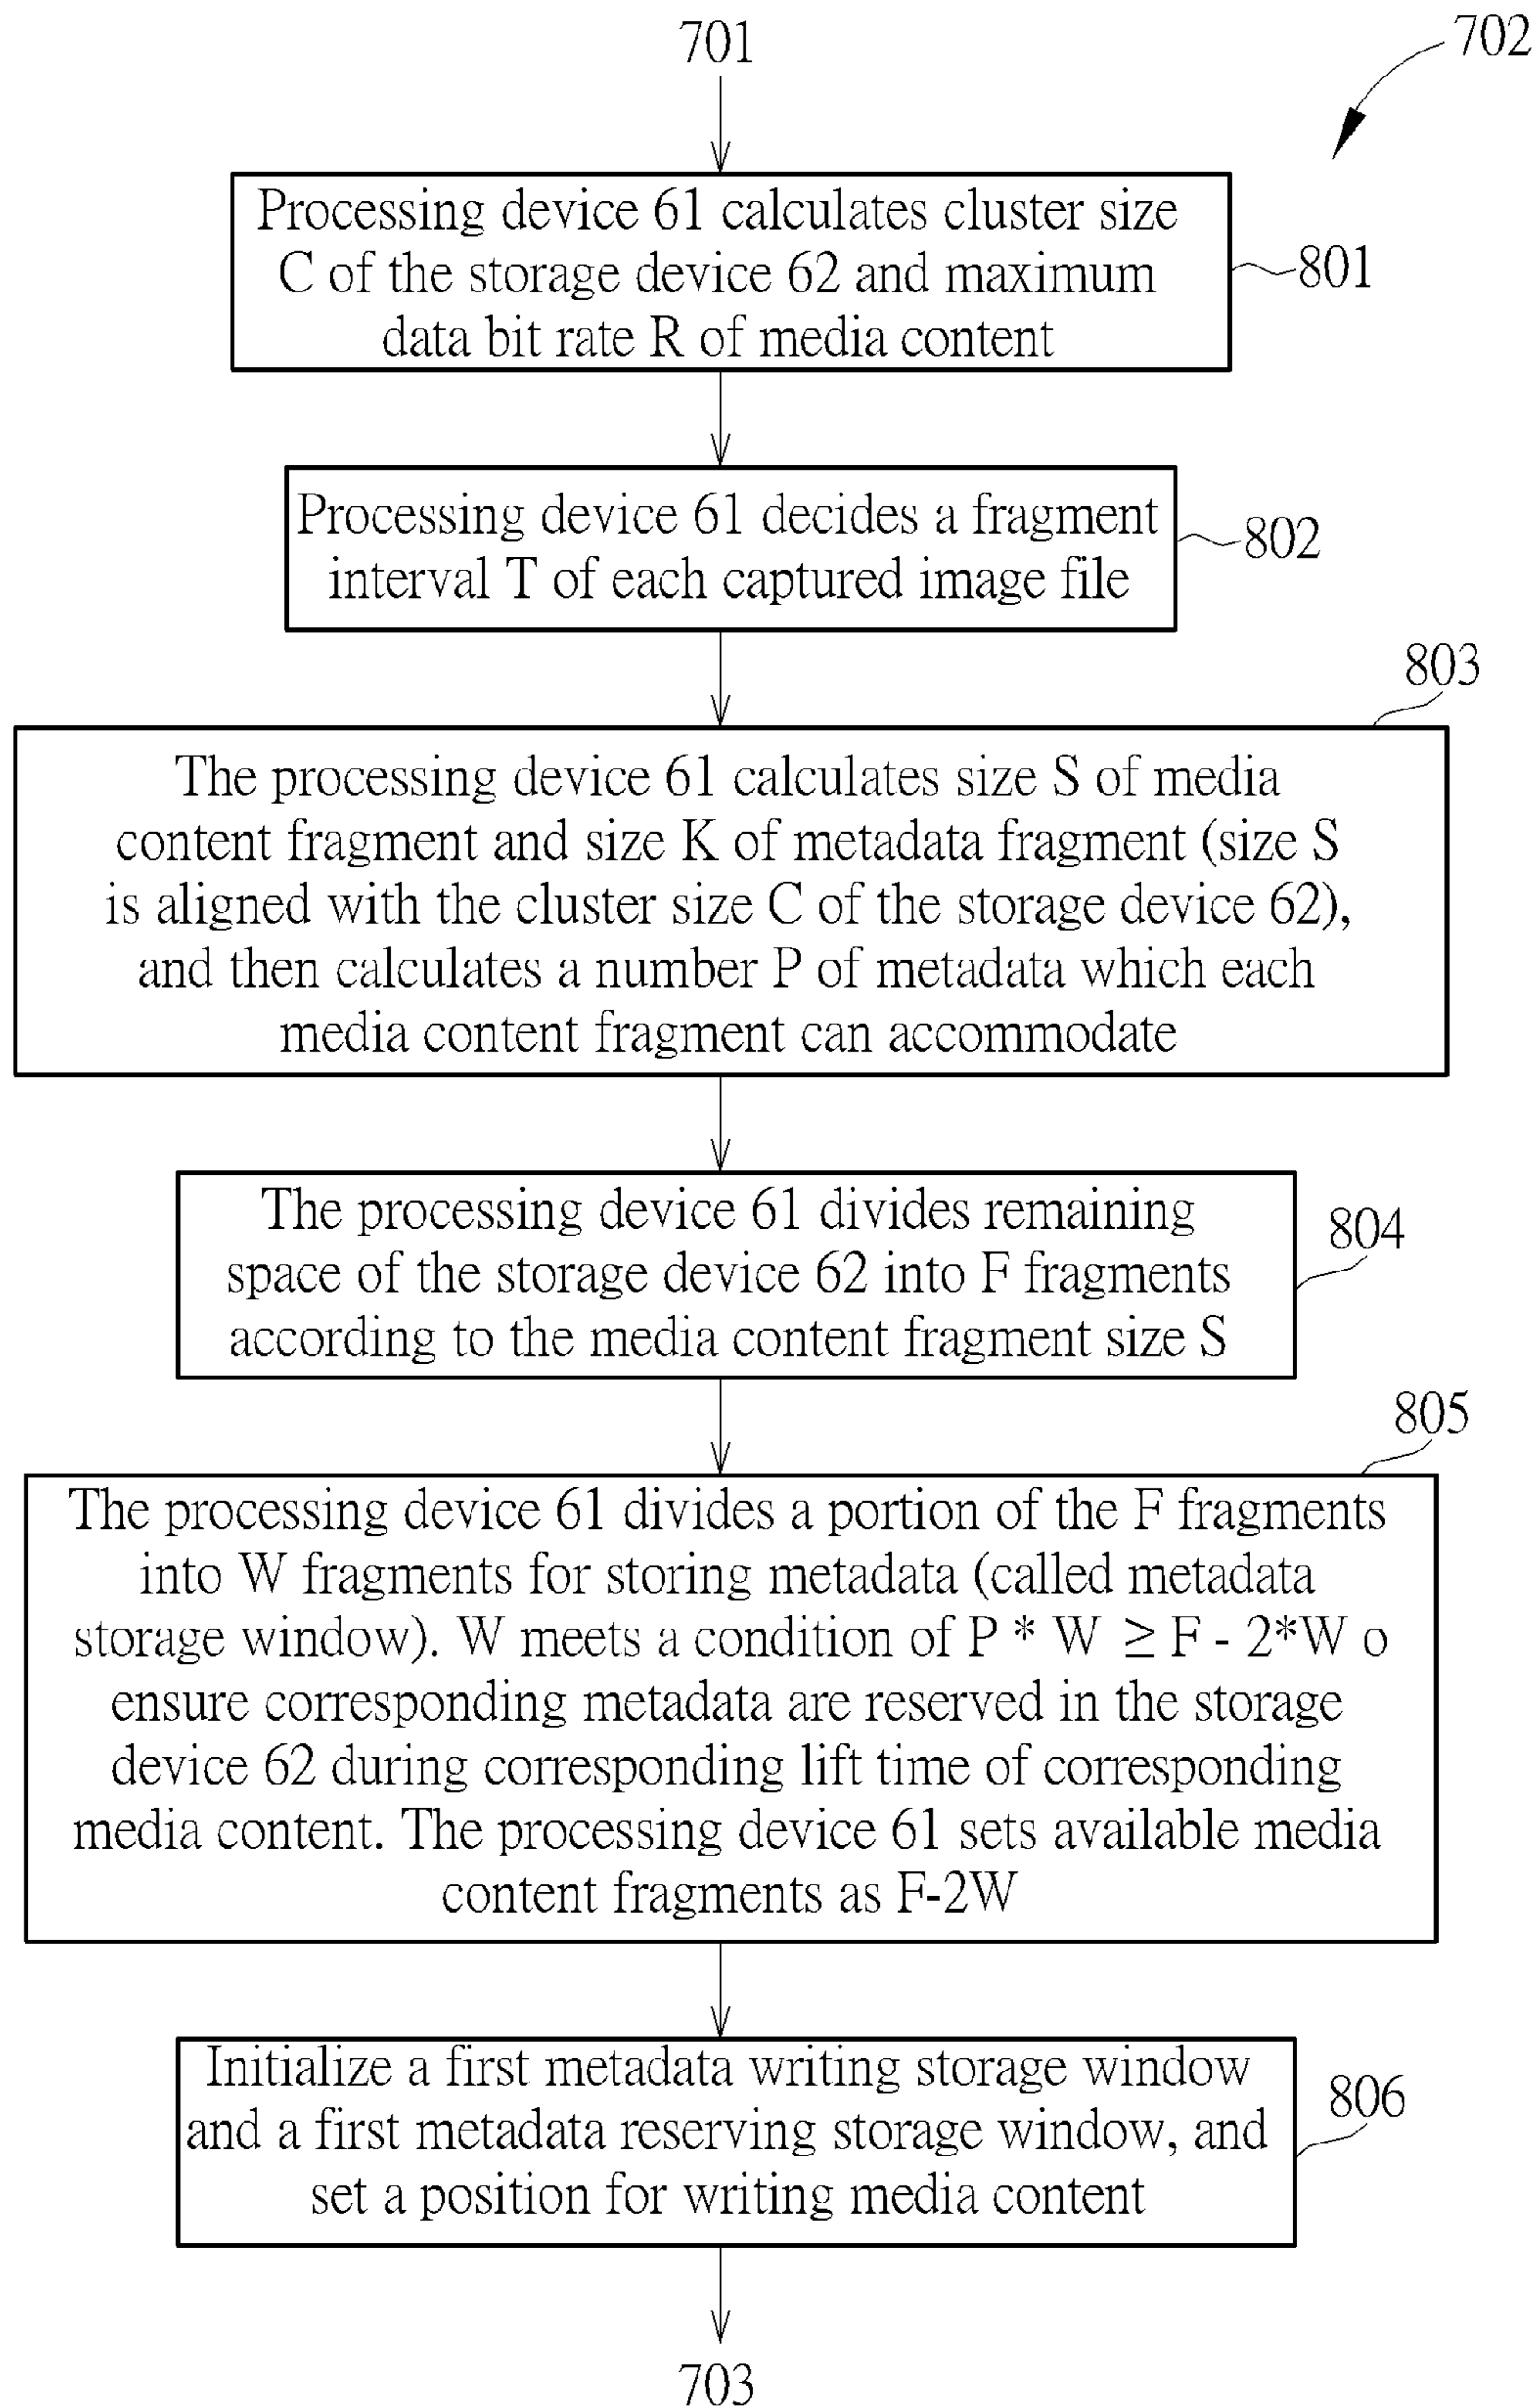 701
702
Processing device 61 calculates cluster size
C of the storage device 62 and maximum
data bit rate R of media content
801
Processing device 61 decides a fragment
interval T of each captured image file
802
803
The processing device 61 calculates size S of media
content fragment and size K of metadata fragment (size S
is aligned with the cluster size C of the storage device 62),
and then calculates a number P of metadata which each
media content fragment can accommodate
The processing device 61 divides remaining
space of the storage device 62 into F fragments
according to the media content fragment size S
804
805
The processing device 61 divides a portion of the F fragments
into W fragments for storing metadata (called metadata
storage window). W meets a condition of P * W ≥ F - 2*W o
ensure corresponding metadata are reserved in the storage
device 62 during corresponding lift time of corresponding
media content. The processing device 61 sets available media
content fragments as F-2W
Initialize a first metadata writing storage window
and a first metadata reserving storage window, and
set a position for writing media content
806
703